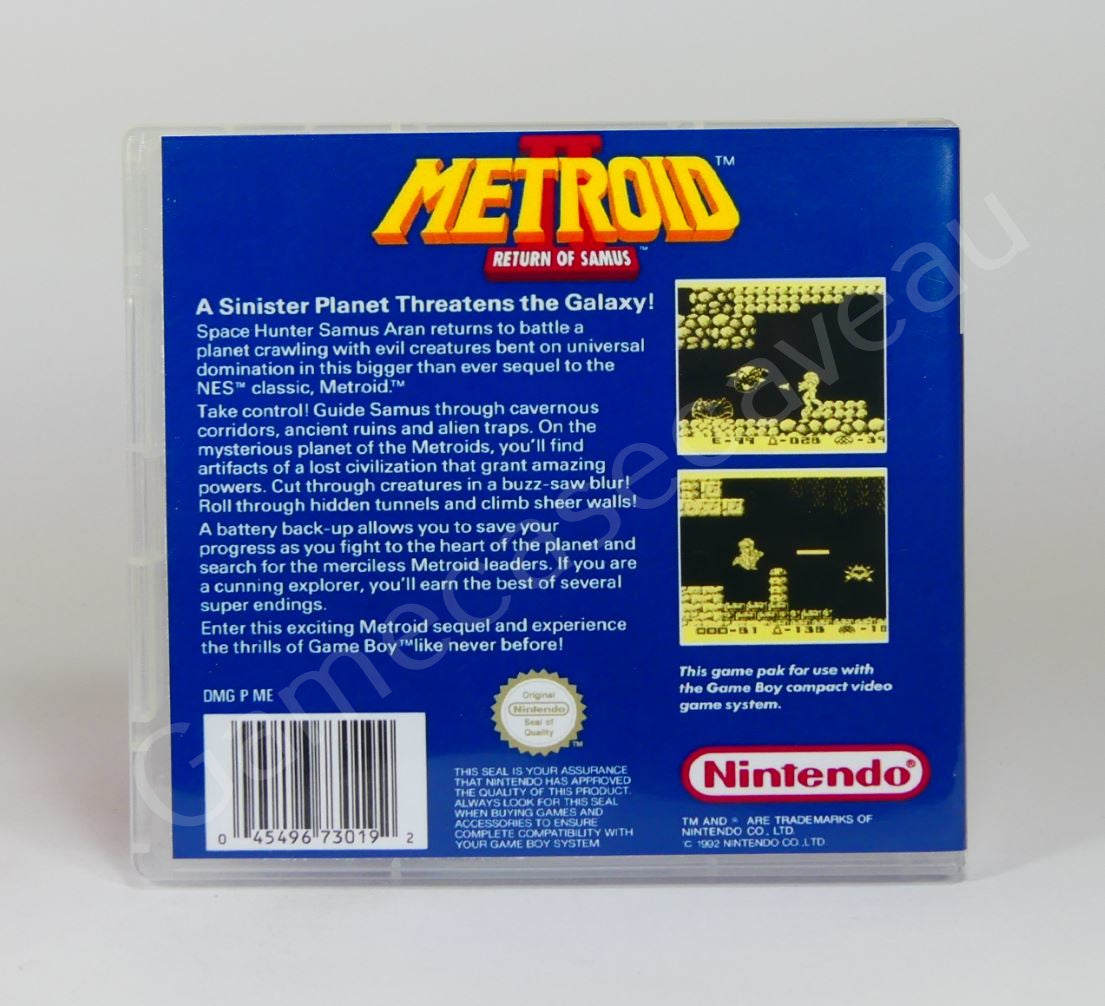 II
METROID™
RETURN OF SAMUS™
A Sinister Planet Threatens the Galaxy!
Space Hunter Samus Aran returns to battle a
planet crawling with evil creatures bent on universal
domination in this bigger than ever sequel to the
NES™ classic, Metroid.™
Take control! Guide Samus through cavernous
corridors, ancient ruins and alien traps. On the
mysterious planet of the Metroids, you'll find
artifacts of a lost civilization that grant amazing
powers. Cut through creatures in a buzz-saw blur!
Roll through hidden tunnels and climb sheer walls!
A battery back-up allows you to save your
progress as you fight to the heart of the planet and
search for the merciless Metroid leaders. If you are
a cunning explorer, you'll earn the best of several
super endings.
Enter this exciting Metroid sequel and experience
the thrills of Game Boy™ like never before!
DMG P ME
0 45496 73019 2
Original
Nintendo
Seal of
Quality
™
THIS SEAL IS YOUR ASSURANCE
THAT NINTENDO HAS APPROVED
THE QUALITY OF THIS PRODUCT.
ALWAYS LOOK FOR THIS SEAL
WHEN BUYING GAMES AND
ACCESSORIES TO ENSURE
COMPLETE COMPATIBILITY WITH
YOUR GAME BOY SYSTEM
E-99 -028 -39
-138
This game pak for use with
the Game Boy compact video
game system.
Nintendo®
TM AND ® ARE TRADEMARKS OF
NINTENDO CO., LTD.
© 1992 NINTENDO CO.,LTD.
Gamecasecaveau